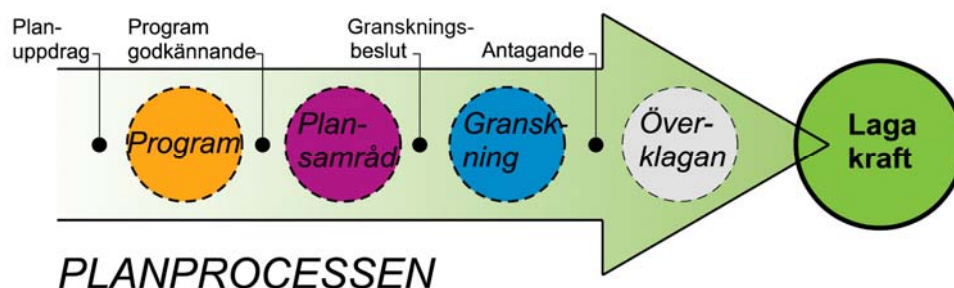 Plan-
uppdrag
Program
godkännande
Gransknings-
beslut
Antagande
Program
Plan-
samråd
Gransk-
ning
Över-
klagan
Laga
kraft
PLANPROCESSEN